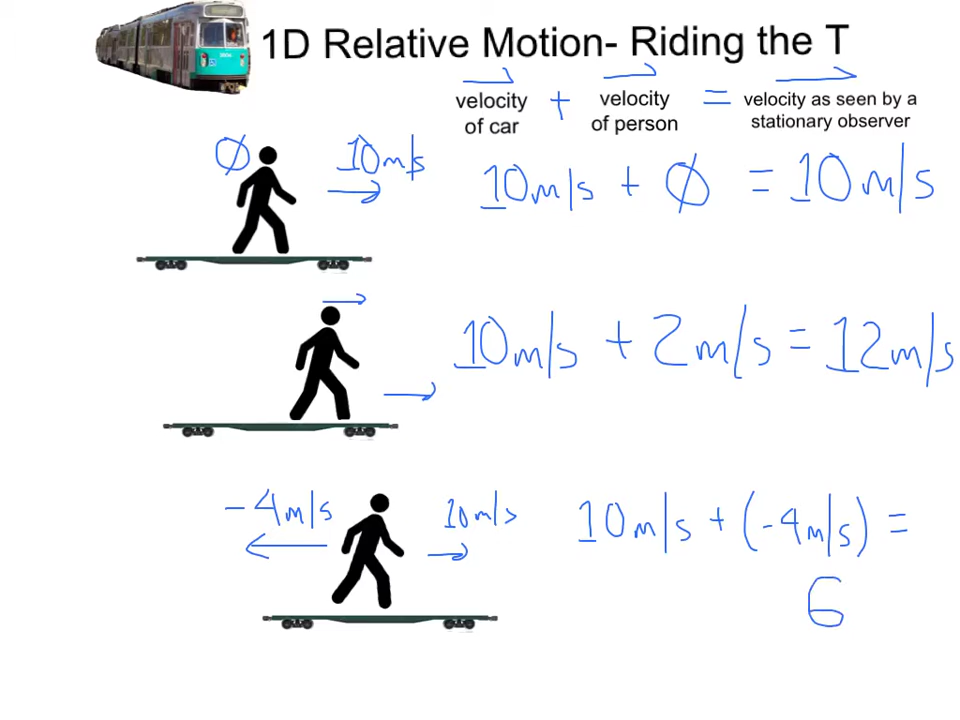 1D Relative Motion- Riding the T
velocity of car + velocity of person = velocity as seen by a stationary observer
Ø 10m/s
10m/s + Ø = 10m/s
10m/s + 2m/s = 12m/s
-4m/s 10m/s
10m/s + (-4m/s) =
6